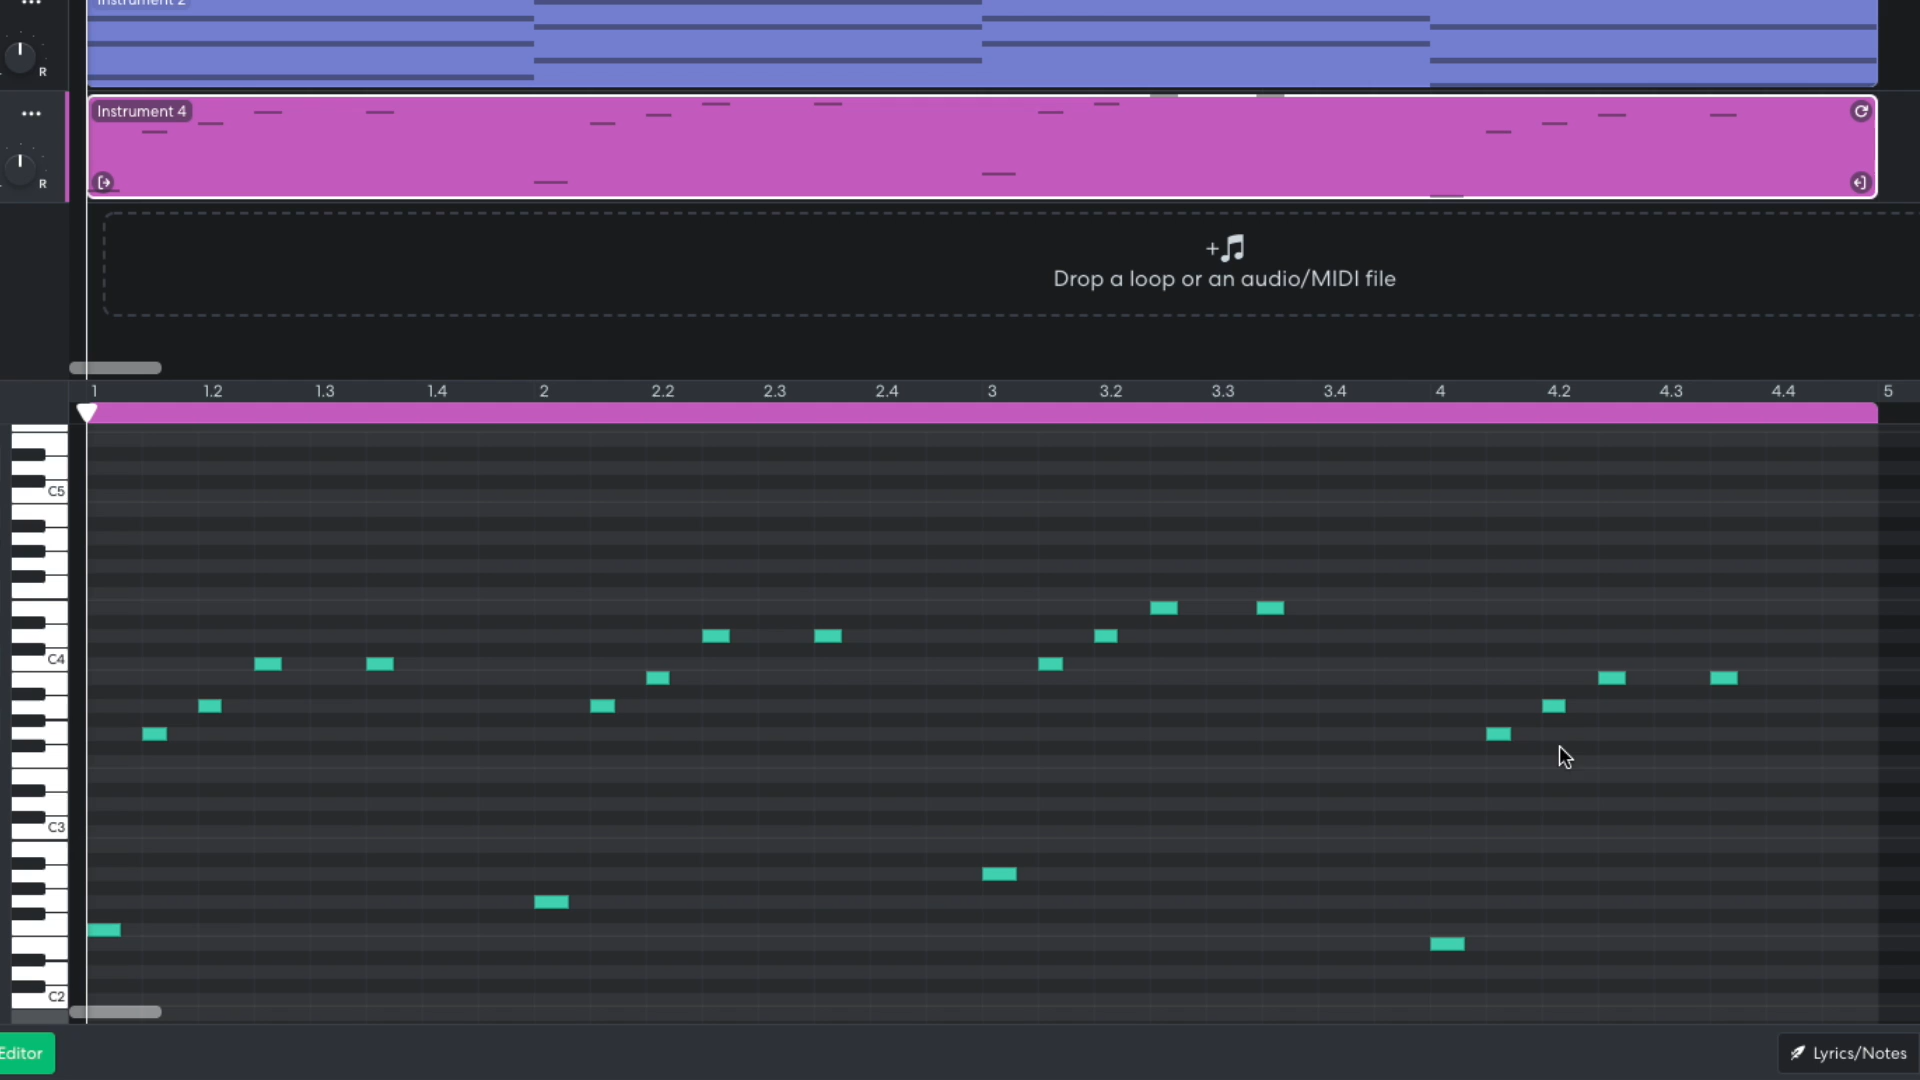 Instrument 2
R
Instrument 4
R
Drop a loop or an audio/MIDI file
1 1.2 1.3 1.4 2 2.2 2.3 2.4 3 3.2 3.3 3.4 4 4.2 4.3 4.4 5
C5
C4
C3
C2
Editor
Lyrics/Notes